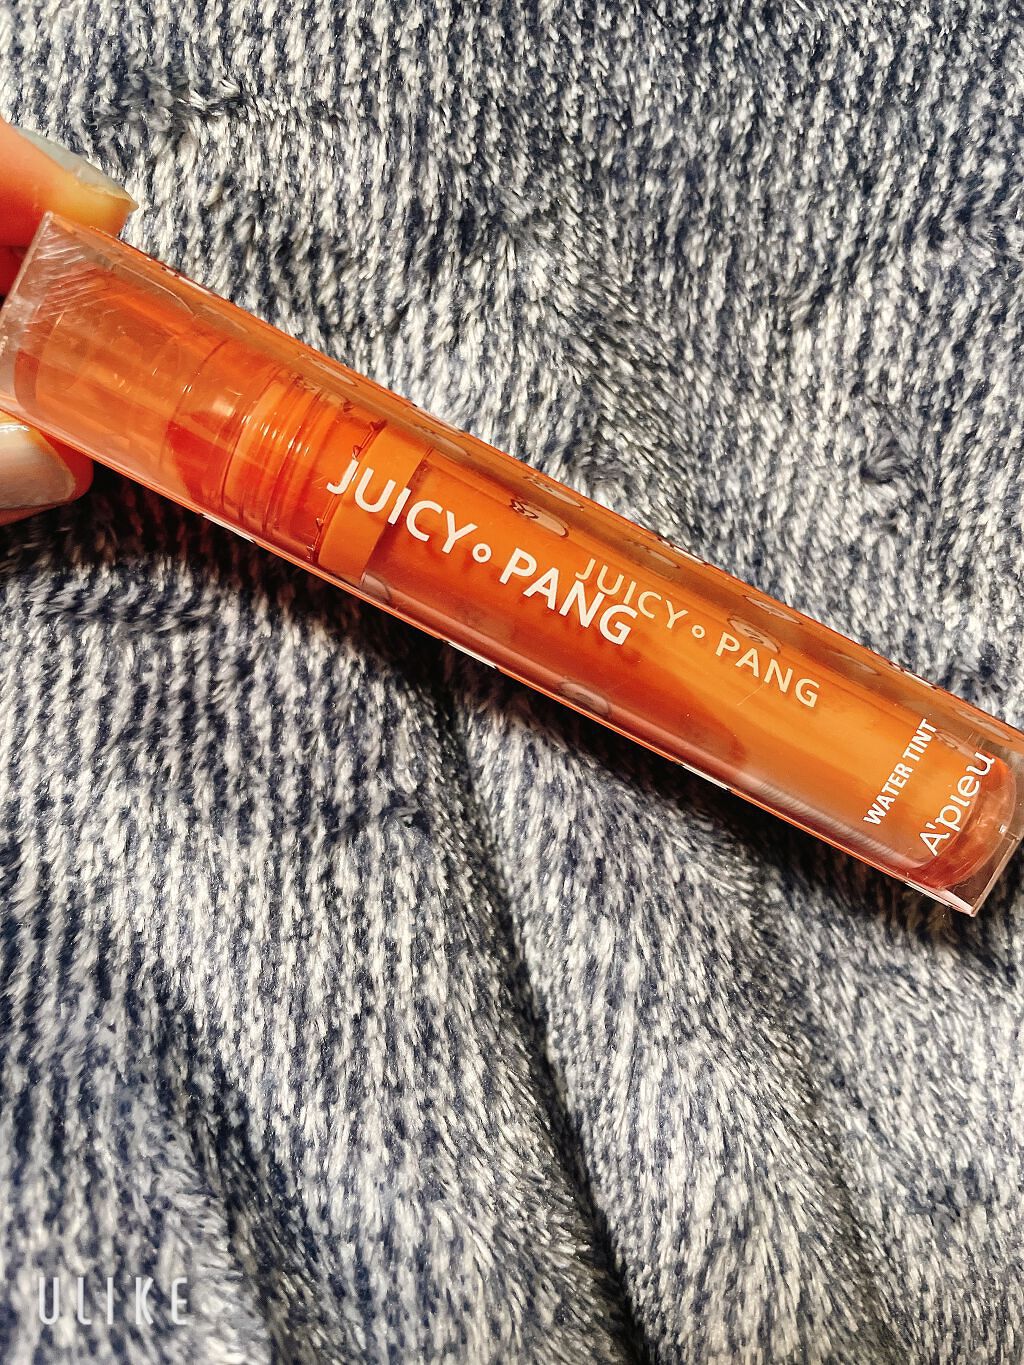 JUICY PANG
JUICY PANG
WATER TINT
A'pieu
ULIKE